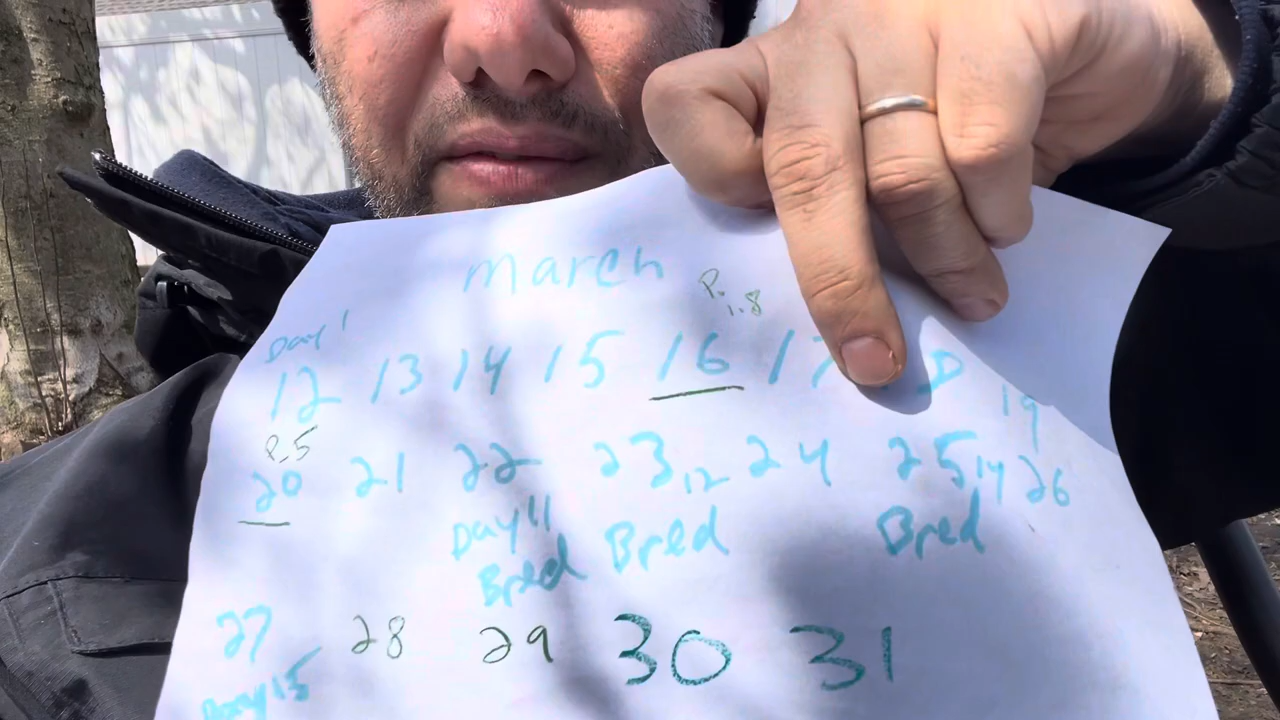 March
P. 1.8
Day 1
12 13 14 15 16 17
19
P.5
20 21 22 23 12 24 25 14 26
Day 11 Bred Bred
Bred
27 28 29 30 31
Day 15